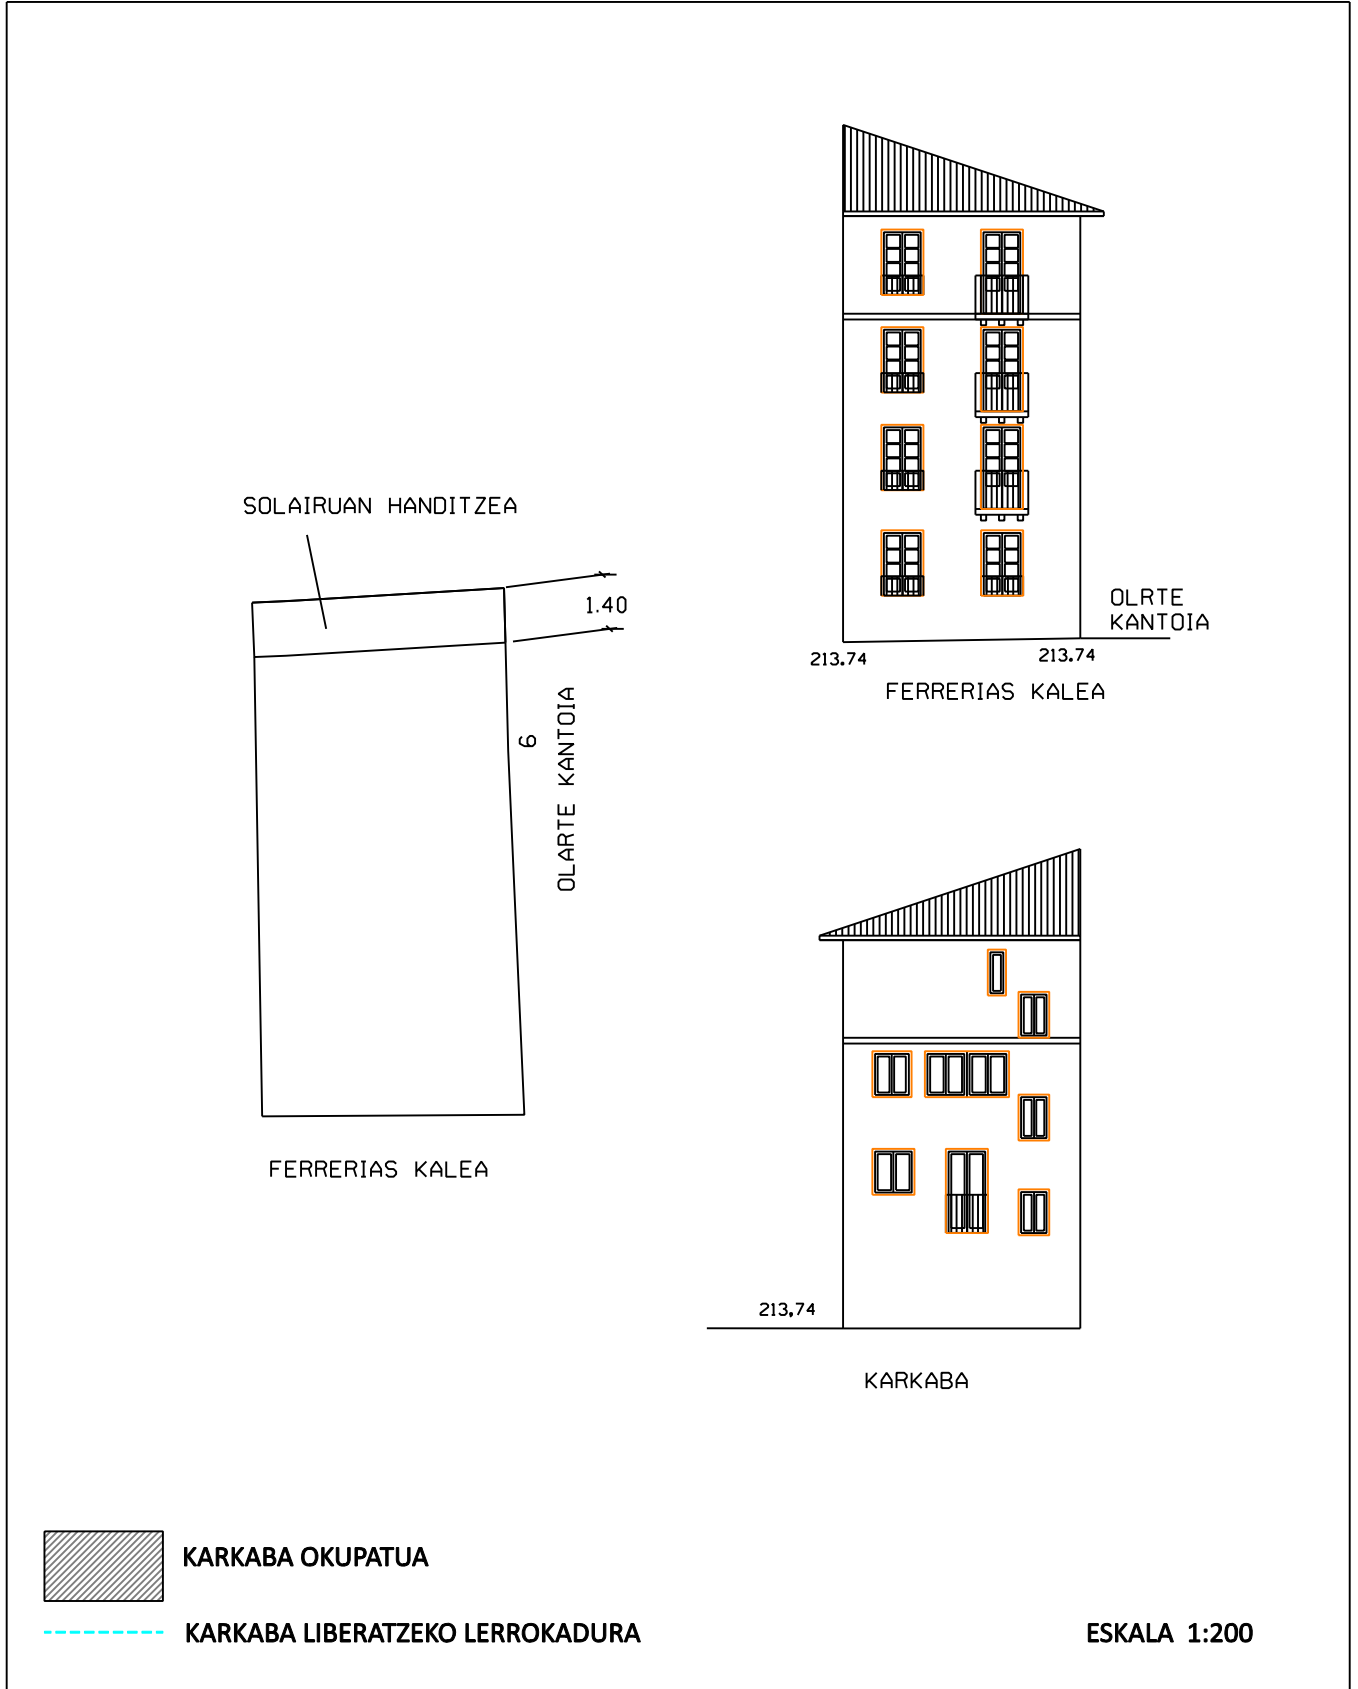 SOLAIRUAN HANDITZEA
1.40
6
OLARTE KANTOIA
FERRERIAS KALEA
OLRTE
KANTOIA
213.74
213.74
FERRERIAS KALEA
213,74
KARKABA
KARKABA OKUPATUA
KARKABA LIBERATZEKO LERROKADURA
ESKALA 1:200